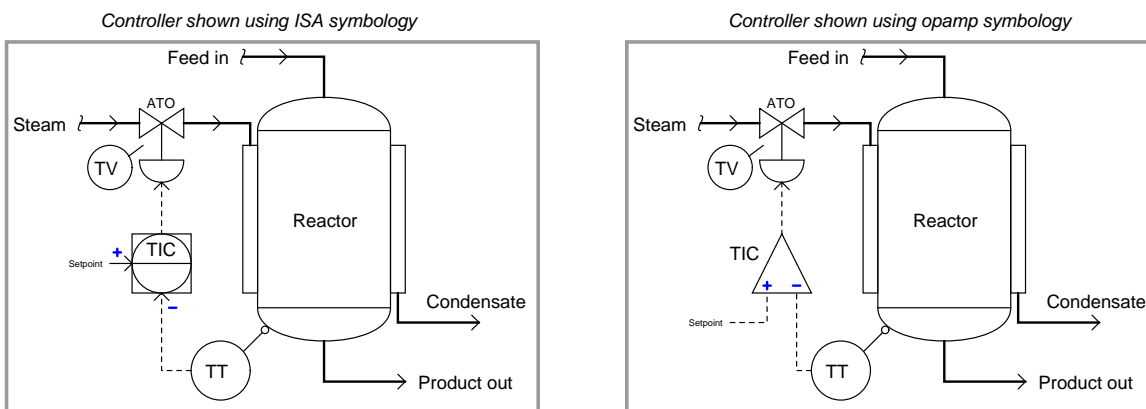 Controller shown using ISA symbology
Feed in
ATO
Steam
TV
Reactor
+
TIC
Setpoint
−
Condensate
TT
Product out
Controller shown using opamp symbology
Feed in
ATO
Steam
TV
Reactor
TIC
+ −
Condensate
Setpoint
TT
Product out